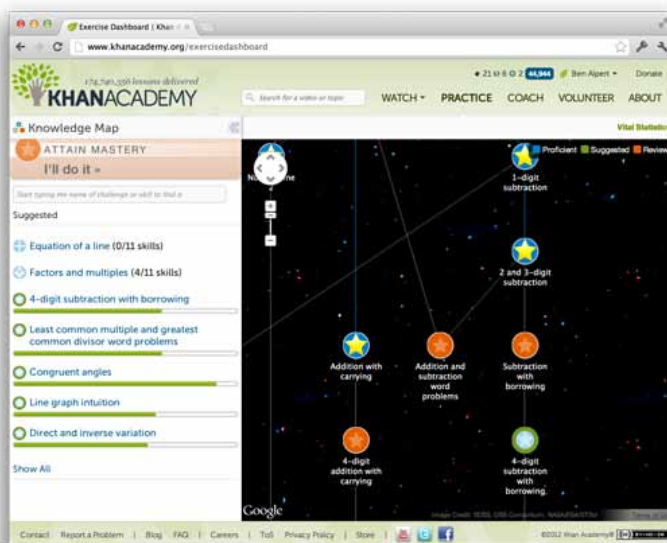 Exercise Dashboard | Khan A
www.khanacademy.org/exercisedashboard
lessons delivered
KHANACADEMY
21 6 2 44,944 Ben Alpert Donate
Search for a video or topic
WATCH PRACTICE COACH VOLUNTEER ABOUT
Knowledge Map
Vital Statistics
ATTAIN MASTERY
I'll do it »
Start typing the name of challenge or skill to find it
Suggested
Equation of a line (0/11 skills)
Factors and multiples (4/11 skills)
4-digit subtraction with borrowing
Least common multiple and greatest
common divisor word problems
Congruent angles
Line graph intuition
Direct and inverse variation
Show All
Proficient Suggested Review
1-digit
subtraction
2 and 3-digit
subtraction
Addition with
carrying
Addition and
subtraction
word
problems
Subtraction
with
borrowing
4-digit
addition with
carrying
4-digit
subtraction
with
borrowing
Google
Contact Report a Problem | Blog FAQ | Careers | ToS Privacy Policy | Store |
©2012 Khan Academy